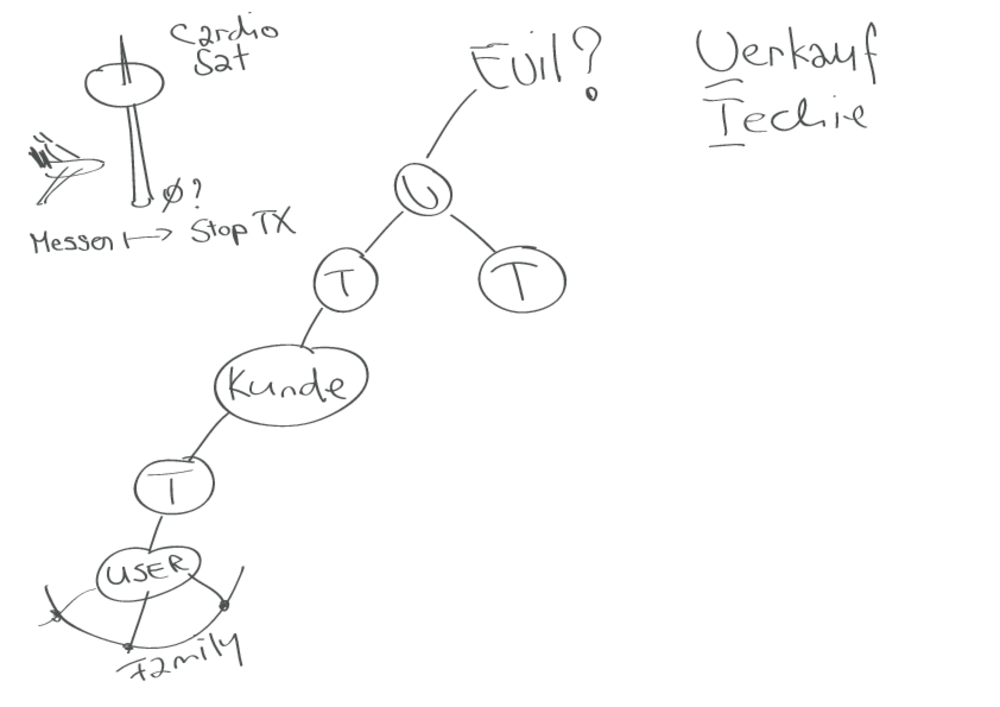 Cardio
Sat
Ø?
Messen ↦ Stop TX
Evil?
Verkauf
Techie
V
T
T
Kunde
T
USER
Family